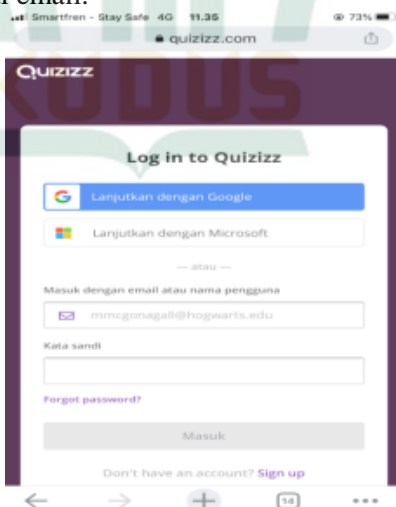 email.
Smartfren - Stay Safe 4G 11.35 73%
quizizz.com
KUDUS
Quizizz
Log in to Quizizz
Lanjutkan dengan Google
Lanjutkan dengan Microsoft
— atau —
Masuk dengan email atau nama pengguna
mmcgonagall@hogwarts.edu
Kata sandi
Forgot password?
Masuk
Don't have an account? Sign up
14